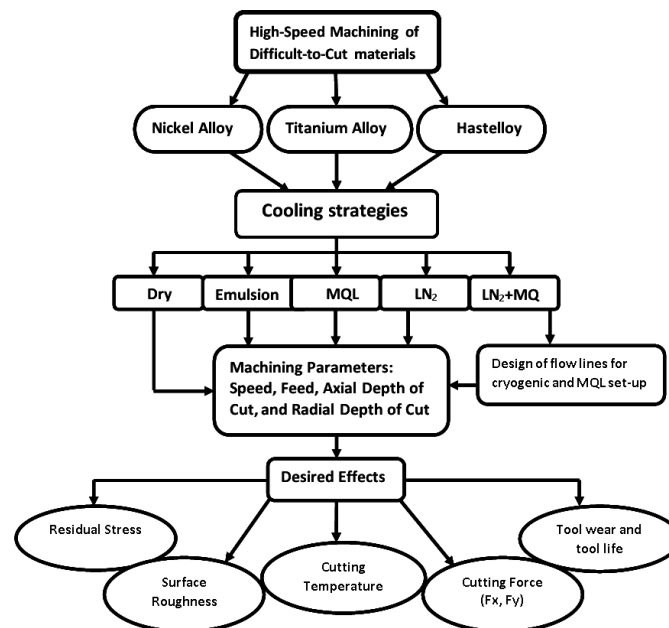 High-Speed Machining of
Difficult-to-Cut materials
Nickel Alloy
Titanium Alloy
Hastelloy
Cooling strategies
Dry
Emulsion
MQL
LN₂
LN₂+MQ
Machining Parameters:
Speed, Feed, Axial Depth of
Cut, and Radial Depth of Cut
Design of flow lines for
cryogenic and MQL set-up
Desired Effects
Residual Stress
Surface
Roughness
Cutting
Temperature
Cutting Force
(Fx, Fy)
Tool wear and
tool life